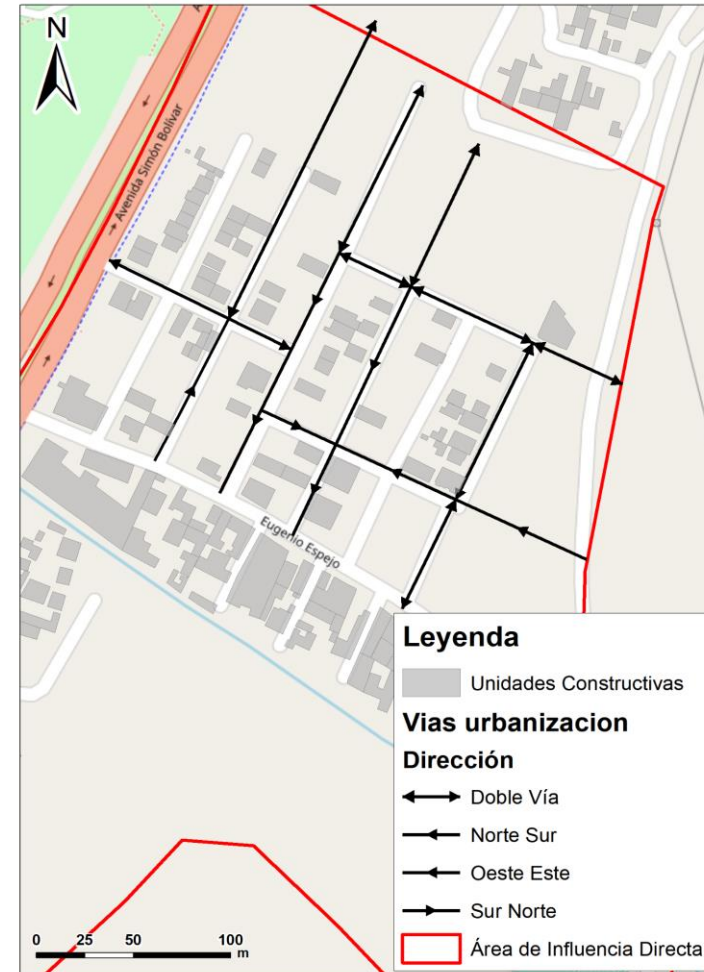 N
Avenida Simón Bolívar
Eugenio Espejo
Leyenda
Unidades Constructivas
Vias urbanizacion
Dirección
Doble Vía
Norte Sur
Oeste Este
Sur Norte
Área de Influencia Directa
0 25 50 100
m